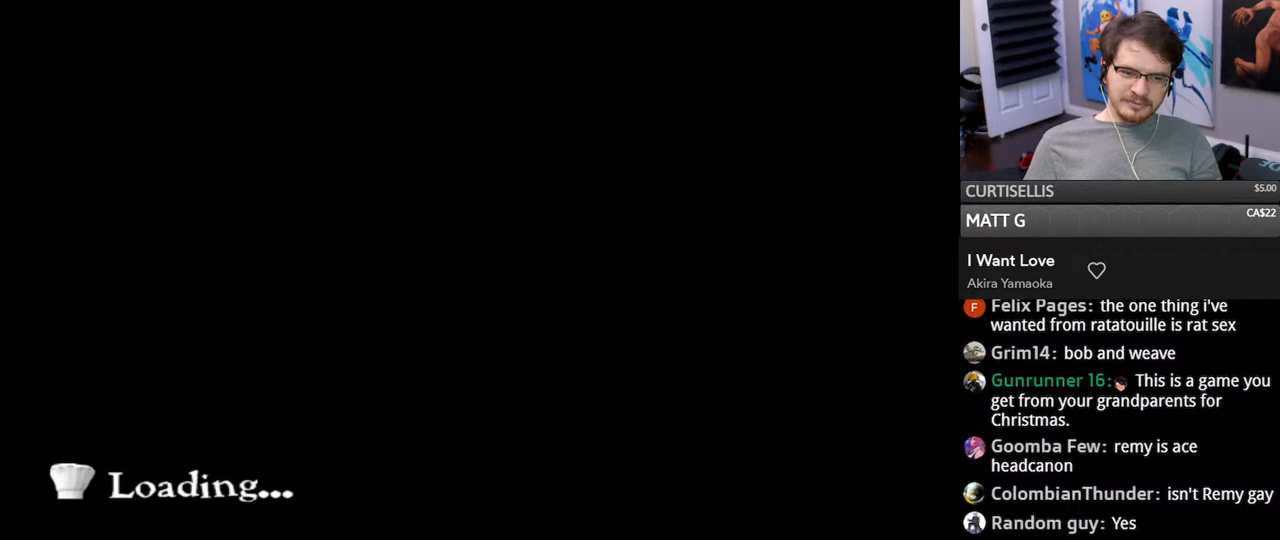 CURTISELLIS
$5.00
MATT G
CA$22
I Want Love
Akira Yamaoka
F Felix Pages: the one thing i've
wanted from ratatouille is rat sex
Grim14: bob and weave
Gunrunner 16: This is a game you
get from your grandparents for
Christmas.
Goomba Few: remy is ace
headcanon
ColombianThunder: isn't Remy gay
Random guy: Yes
Loading...